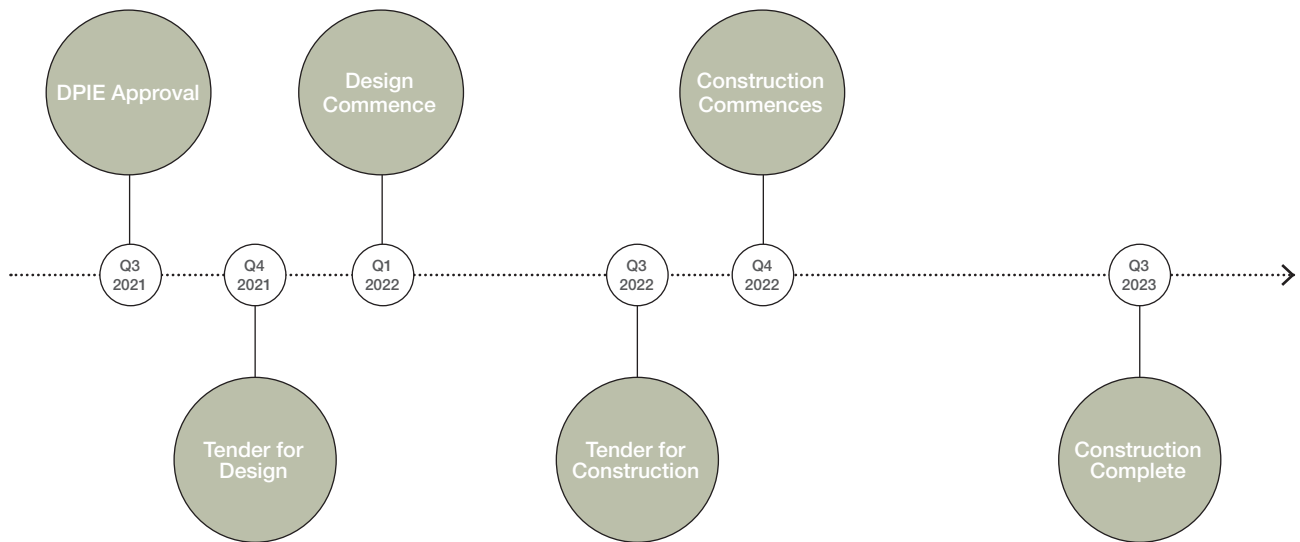 DPIE Approval
Design
Commence
Construction
Commences
Q3
2021
Q4
2021
Q1
2022
Q3
2022
Q4
2022
Q3
2023
Tender for
Design
Tender for
Construction
Construction
Complete